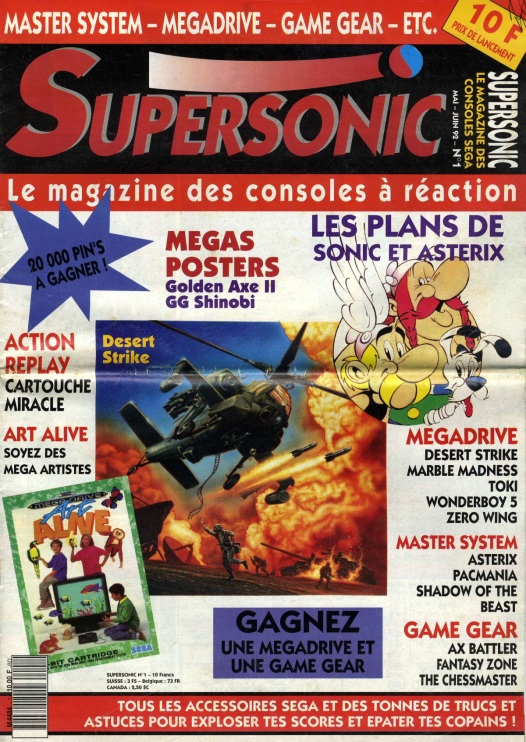 MASTER SYSTEM – MEGADRIVE – GAME GEAR – ETC.
10 F
PRIX DE LANCEMENT
SUPERSONIC
MAI - JUIN 92 - N°1
SUPERSONIC
LE MAGAZINE DES
CONSOLES SEGA
Le magazine des consoles à réaction
20 000 PIN'S
A GAGNER !
MEGAS
POSTERS
Golden Axe II
GG Shinobi
LES PLANS DE
SONIC ET ASTERIX
ACTION
REPLAY
CARTOUCHE
MIRACLE
ART ALIVE
SOYEZ DES
MEGA ARTISTES
Desert
Strike
MEGADRIVE
DESERT STRIKE
MARBLE MADNESS
TOKI
WONDERBOY 5
ZERO WING
MASTER SYSTEM
ASTERIX
PACMANIA
SHADOW OF THE
BEAST
GAME GEAR
AX BATTLER
FANTASY ZONE
THE CHESSMASTER
MEGA DRIVE
Art
ALIVE
BIT CARTRIDGE
SEGA
GAGNEZ
UNE MEGADRIVE ET
UNE GAME GEAR
SUPERSONIC N°1 – 10 Francs
SUISSE : 3 FS – Belgique : 73 FB
CANADA : 2,50 $C
TOUS LES ACCESSOIRES SEGA ET DES TONNES DE TRUCS ET
ASTUCES POUR EXPLOSER TES SCORES ET EPATER TES COPAINS !